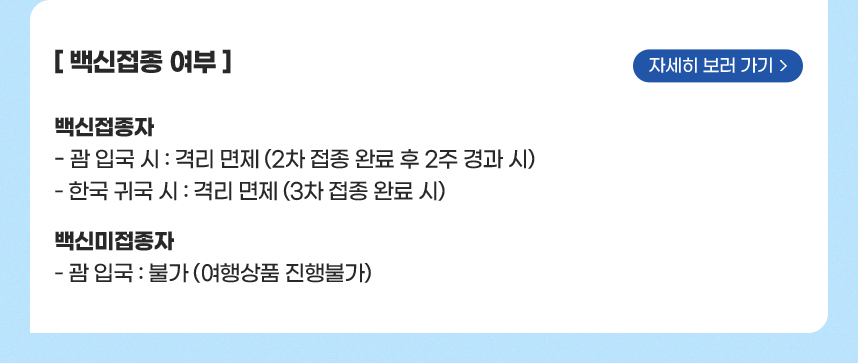 [ 백신접종 여부 ]
자세히 보러 가기 >
백신접종자
- 괌 입국 시 : 격리 면제 (2차 접종 완료 후 2주 경과 시)
- 한국 귀국 시 : 격리 면제 (3차 접종 완료 시)
백신미접종자
- 괌 입국 : 불가 (여행상품 진행불가)